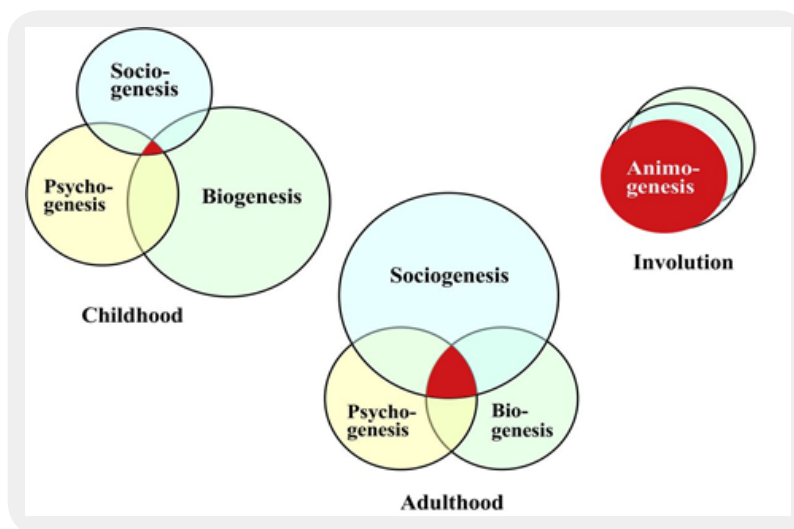 Socio-
genesis
Psycho-
genesis
Biogenesis
Childhood
Sociogenesis
Psycho-
genesis
Bio-
genesis
Adulthood
Animo-
genesis
Involution